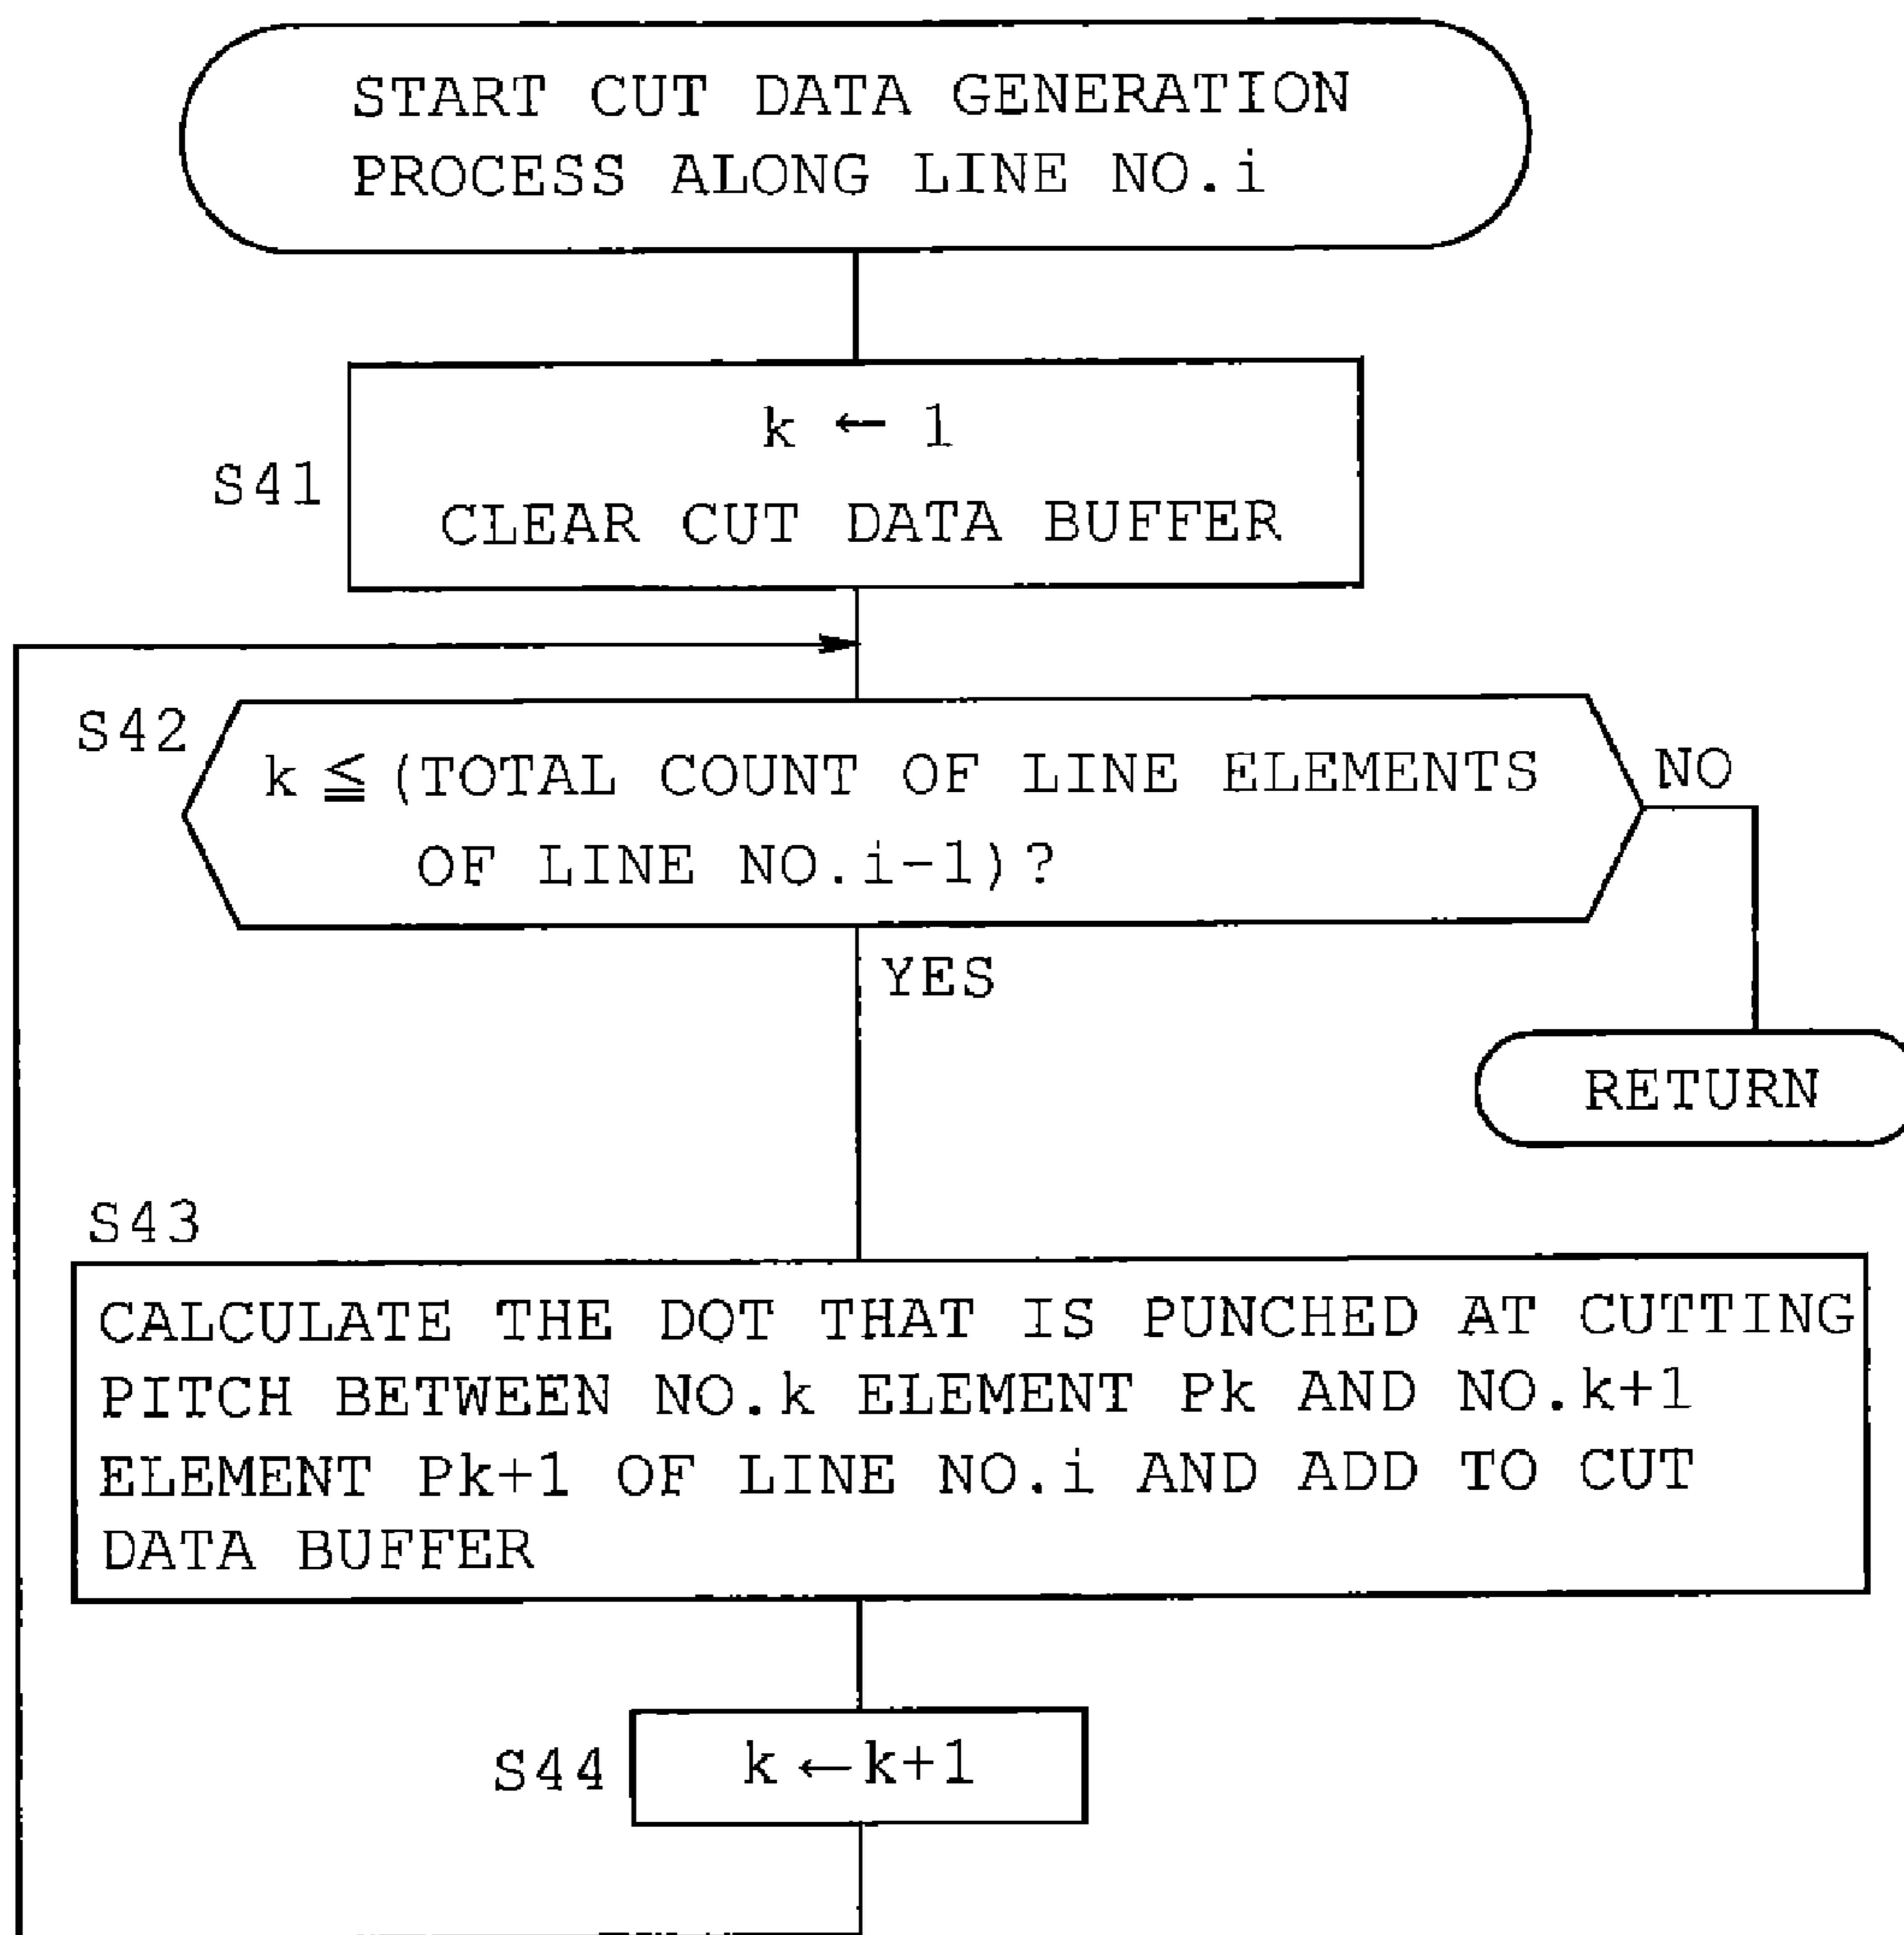 START CUT DATA GENERATION
PROCESS ALONG LINE NO.i
S41
k ← 1
CLEAR CUT DATA BUFFER
S42
k ≦ (TOTAL COUNT OF LINE ELEMENTS
OF LINE NO.i-1)?
NO
YES
RETURN
S43
CALCULATE THE DOT THAT IS PUNCHED AT CUTTING
PITCH BETWEEN NO.k ELEMENT Pk AND NO.k+1
ELEMENT Pk+1 OF LINE NO.i AND ADD TO CUT
DATA BUFFER
S44
k ← k+1